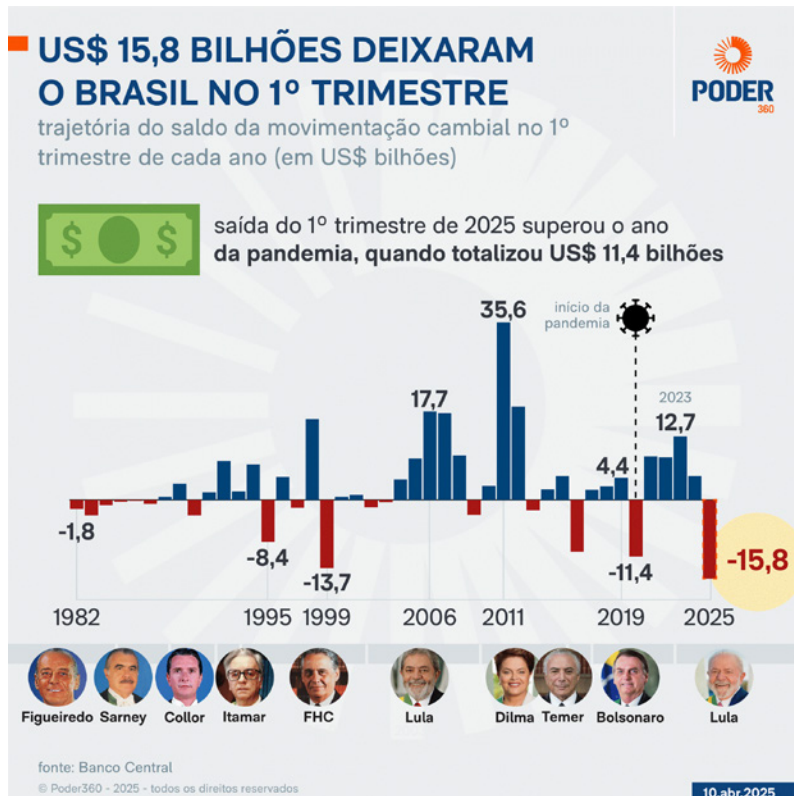 US$ 15,8 BILHÕES DEIXARAM
O BRASIL NO 1º TRIMESTRE
PODER
360
trajetória do saldo da movimentação cambial no 1º
trimestre de cada ano (em US$ bilhões)
$ $
saída do 1º trimestre de 2025 superou o ano
da pandemia, quando totalizou US$ 11,4 bilhões
35,6
início da
pandemia
17,7
2023
12,7
4,4
-1,8
-8,4
-13,7
-11,4
-15,8
1982 1995 1999 2006 2011 2019 2025
Figueiredo Sarney Collor Itamar FHC Lula Dilma Temer Bolsonaro Lula
fonte: Banco Central
© Poder360 - 2025 - todos os direitos reservados
10.abr.2025